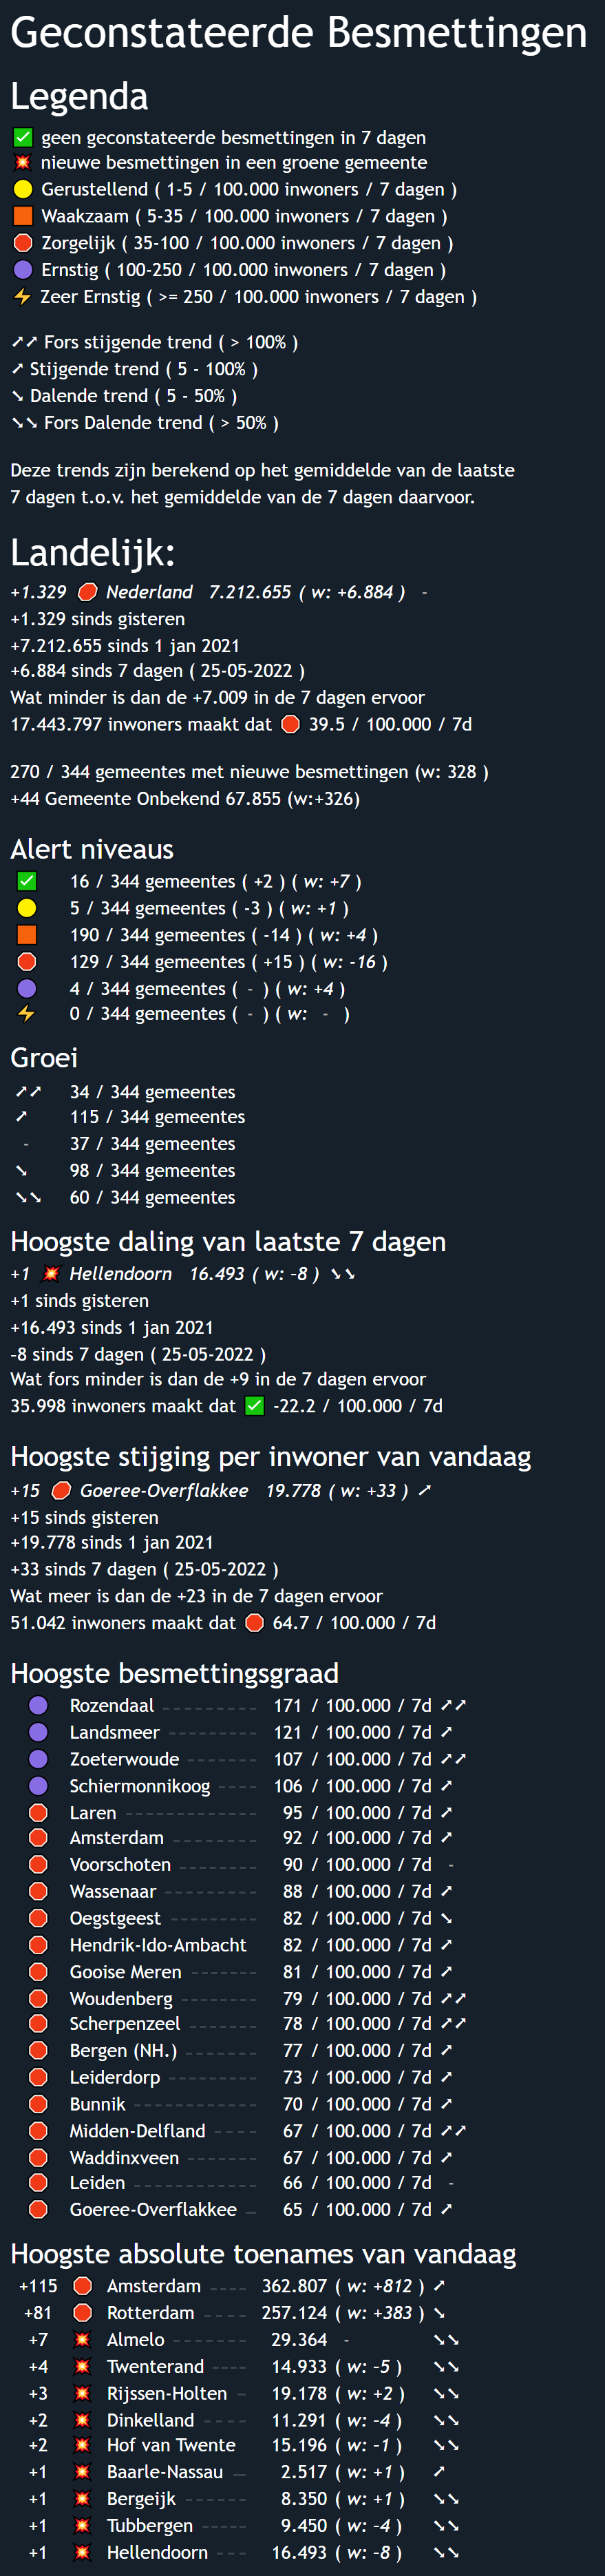 Geconstateerde Besmettingen
Legenda
✅ geen geconstateerde besmettingen in 7 dagen
💥 nieuwe besmettingen in een groene gemeente
🟡 Gerustellend ( 1-5 / 100.000 inwoners / 7 dagen )
🟧 Waakzaam ( 5-35 / 100.000 inwoners / 7 dagen )
🛑 Zorgelijk ( 35-100 / 100.000 inwoners / 7 dagen )
🟣 Ernstig ( 100-250 / 100.000 inwoners / 7 dagen )
⚡ Zeer Ernstig ( >= 250 / 100.000 inwoners / 7 dagen )
➚➚ Fors stijgende trend ( > 100% )
➚ Stijgende trend ( 5 - 100% )
➘ Dalende trend ( 5 - 50% )
➘➘ Fors Dalende trend ( > 50% )
Deze trends zijn berekend op het gemiddelde van de laatste
7 dagen t.o.v. het gemiddelde van de 7 dagen daarvoor.
Landelijk:
+1.329 🛑 Nederland 7.212.655 ( w: +6.884 ) -
+1.329 sinds gisteren
+7.212.655 sinds 1 jan 2021
+6.884 sinds 7 dagen ( 25-05-2022 )
Wat minder is dan de +7.009 in de 7 dagen ervoor
17.443.797 inwoners maakt dat 🛑 39.5 / 100.000 / 7d
270 / 344 gemeentes met nieuwe besmettingen (w: 328 )
+44 Gemeente Onbekend 67.855 (w:+326)
Alert niveaus
✅ 16 / 344 gemeentes ( +2 ) ( w: +7 )
🟡 5 / 344 gemeentes ( -3 ) ( w: +1 )
🟧 190 / 344 gemeentes ( -14 ) ( w: +4 )
🛑 129 / 344 gemeentes ( +15 ) ( w: -16 )
🟣 4 / 344 gemeentes ( - ) ( w: +4 )
⚡ 0 / 344 gemeentes ( - ) ( w: - )
Groei
➚➚ 34 / 344 gemeentes
➚ 115 / 344 gemeentes
- 37 / 344 gemeentes
➘ 98 / 344 gemeentes
➘➘ 60 / 344 gemeentes
Hoogste daling van laatste 7 dagen
+1 💥 Hellendoorn 16.493 ( w: -8 ) ➘➘
+1 sinds gisteren
+16.493 sinds 1 jan 2021
-8 sinds 7 dagen ( 25-05-2022 )
Wat fors minder is dan de +9 in de 7 dagen ervoor
35.998 inwoners maakt dat ✅ -22.2 / 100.000 / 7d
Hoogste stijging per inwoner van vandaag
+15 🛑 Goeree-Overflakkee 19.778 ( w: +33 ) ➚
+15 sinds gisteren
+19.778 sinds 1 jan 2021
+33 sinds 7 dagen ( 25-05-2022 )
Wat meer is dan de +23 in de 7 dagen ervoor
51.042 inwoners maakt dat 🛑 64.7 / 100.000 / 7d
Hoogste besmettingsgraad
🟣 Rozendaal --------- 171 / 100.000 / 7d ➚➚
🟣 Landsmeer -------- 121 / 100.000 / 7d ➚
🟣 Zoeterwoude ------ 107 / 100.000 / 7d ➚➚
🟣 Schiermonnikoog ---- 106 / 100.000 / 7d ➚
🛑 Laren ------------ 95 / 100.000 / 7d ➚
🛑 Amsterdam ------- 92 / 100.000 / 7d ➚
🛑 Voorschoten ------- 90 / 100.000 / 7d -
🛑 Wassenaar -------- 88 / 100.000 / 7d ➚
🛑 Oegstgeest -------- 82 / 100.000 / 7d ➘
🛑 Hendrik-Ido-Ambacht 82 / 100.000 / 7d ➚
🛑 Gooise Meren ------ 81 / 100.000 / 7d ➚
🛑 Woudenberg ------- 79 / 100.000 / 7d ➚➚
🛑 Scherpenzeel ------ 78 / 100.000 / 7d ➚➚
🛑 Bergen (NH.) ------ 77 / 100.000 / 7d ➚
🛑 Leiderdorp -------- 73 / 100.000 / 7d ➚
🛑 Bunnik ----------- 70 / 100.000 / 7d ➚
🛑 Midden-Delfland ---- 67 / 100.000 / 7d ➚➚
🛑 Waddinxveen ------ 67 / 100.000 / 7d ➚
🛑 Leiden ----------- 66 / 100.000 / 7d -
🛑 Goeree-Overflakkee - 65 / 100.000 / 7d ➚
Hoogste absolute toenames van vandaag
+115 🛑 Amsterdam ---- 362.807 ( w: +812 ) ➚
+81 🛑 Rotterdam ---- 257.124 ( w: +383 ) ➘
+7 💥 Almelo ------- 29.364 - ➘➘
+4 💥 Twenterand ---- 14.933 ( w: -5 ) ➘➘
+3 💥 Rijssen-Holten - 19.178 ( w: +2 ) ➘➘
+2 💥 Dinkelland ---- 11.291 ( w: -4 ) ➘➘
+2 💥 Hof van Twente 15.196 ( w: -1 ) ➘➘
+1 💥 Baarle-Nassau - 2.517 ( w: +1 ) ➚
+1 💥 Bergeijk ------ 8.350 ( w: +1 ) ➘➘
+1 💥 Tubbergen ----- 9.450 ( w: -4 ) ➘➘
+1 💥 Hellendoorn --- 16.493 ( w: -8 ) ➘➘